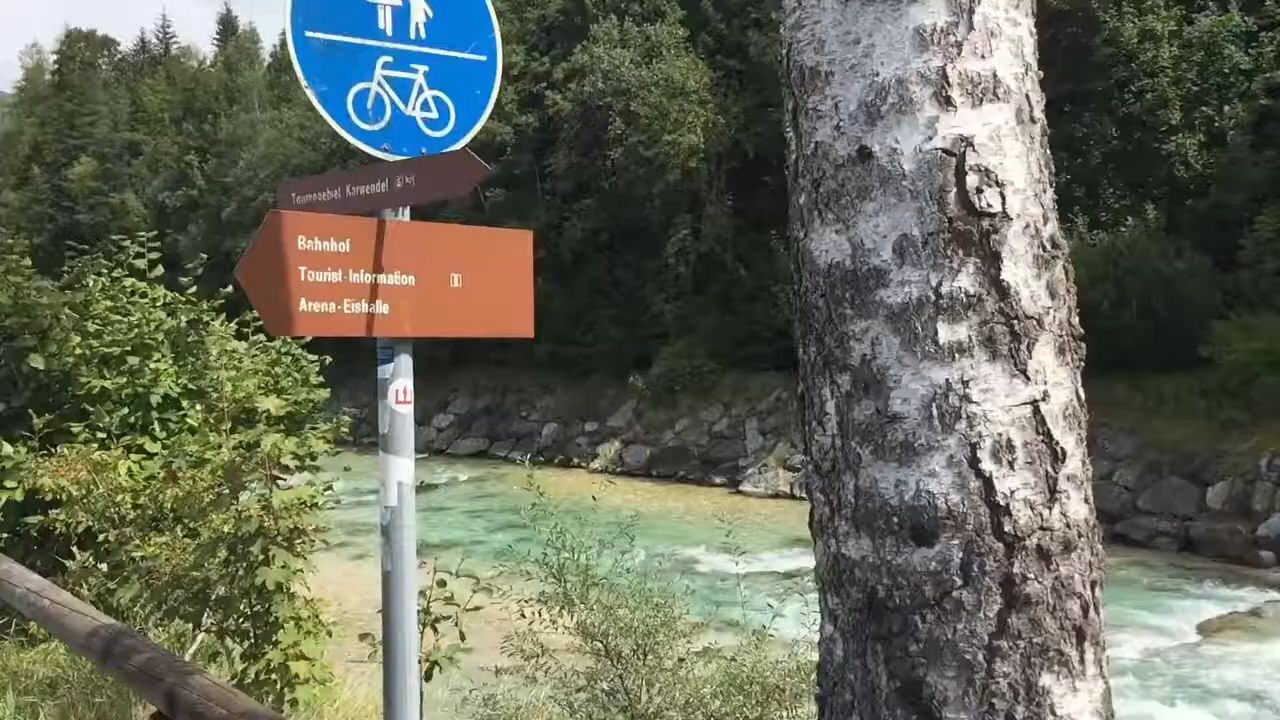 Tourengebiet Karwendel
Bahnhof
Tourist-Information
Arena-Eishalle